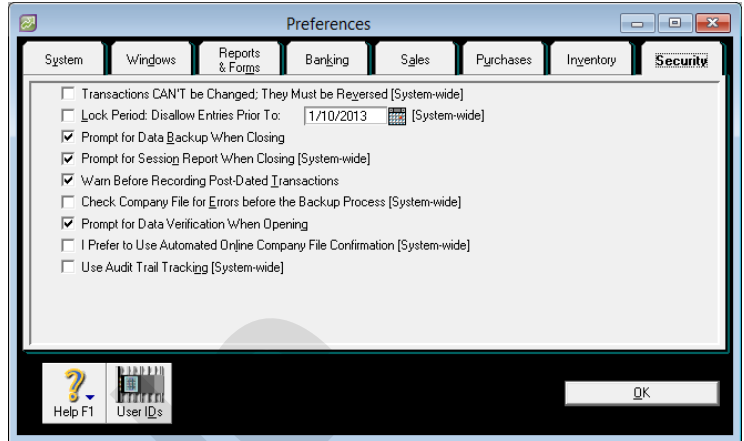 Preferences
System
Windows
Reports
& Forms
Banking
Sales
Purchases
Inventory
Security
Transactions CAN'T be Changed; They Must be Reversed [System-wide]
Lock Period: Disallow Entries Prior To: 1/10/2013 [System-wide]
Prompt for Data Backup When Closing
Prompt for Session Report When Closing [System-wide]
Warn Before Recording Post-Dated Transactions
Check Company File for Errors before the Backup Process [System-wide]
Prompt for Data Verification When Opening
I Prefer to Use Automated Online Company File Confirmation [System-wide]
Use Audit Trail Tracking [System-wide]
Help F1
User IDs
OK